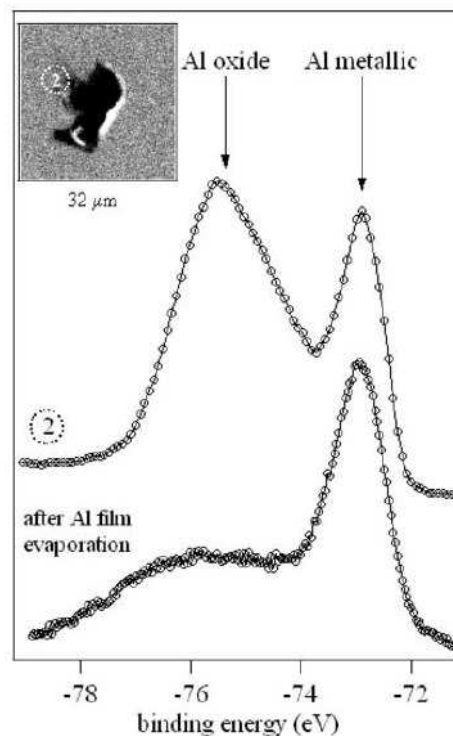 Al oxide Al metallic
2
32 µm
2
after Al film
evaporation
-78 -76 -74 -72
binding energy (eV)